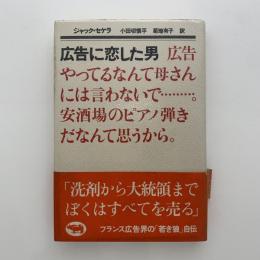 ジャック・セゲラ 小田切慎平 菊地有子 訳
広告に恋した男 広告
やってるなんて母さん
には言わないで………。
安酒場のピアノ弾き
だなんて思うから。
「洗剤から大統領まで
ぼくはすべてを売る」
フランス広告界の「若き狼」自伝